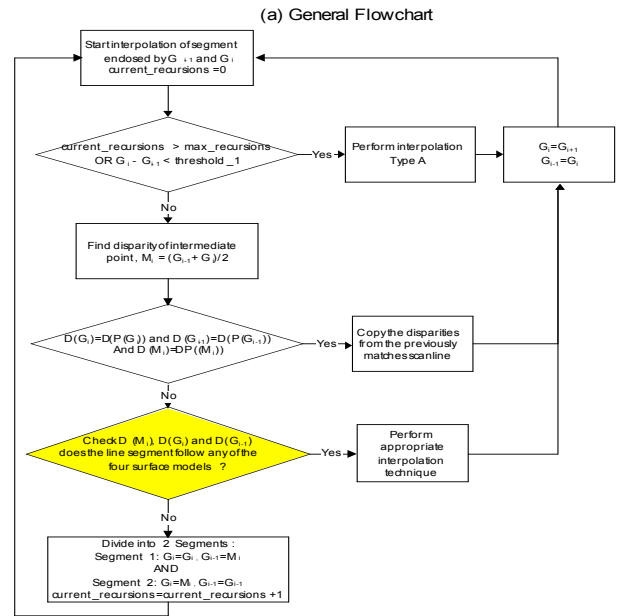 (a) General Flowchart
Start interpolation of segment
enclosed by G i-1 and G i
current_recursions =0
current_recursions > max_recursions
OR G i - G i-1 < threshold _1
Yes
Perform interpolation
Type A
G i =G i+1
G i-1 =G i
No
Find disparity of intermediate
point , M i = (G i-1 + G i)/2
D (G i )=D(P(G i )) and D (G i-1 )=D(P(G i-1 ))
And D (M i )=DP((M i ))
Yes
Copy the disparities
from the previously
matches scanline
No
Check D (M i ), D(G i ) and D(G i-1 )
does the line segment follow any of the
four surface models ?
Yes
Perform
appropriate
interpolation
technique
No
Divide into 2 Segments :
Segment 1: G i =G i , G i-1 =M i
AND
Segment 2: G i =M i , G i-1 =G i-1
current_recursions=current_recursions +1